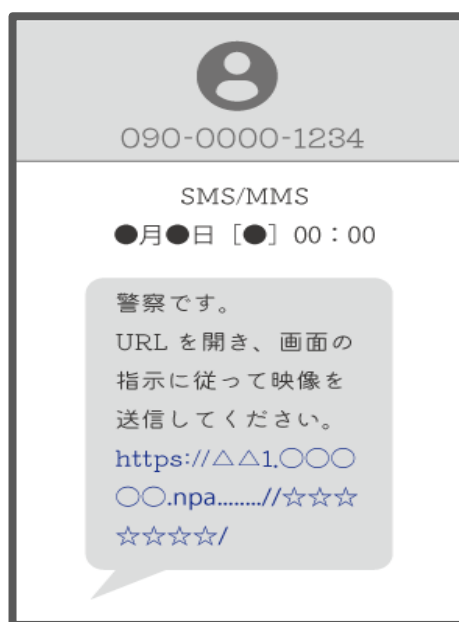 090-0000-1234
SMS/MMS
●月●日［●］00：00
警察です。
URL を開き、画面の
指示に従って映像を
送信してください。
https://△△1.○○○
○○.npa........//☆☆☆
☆☆☆☆/